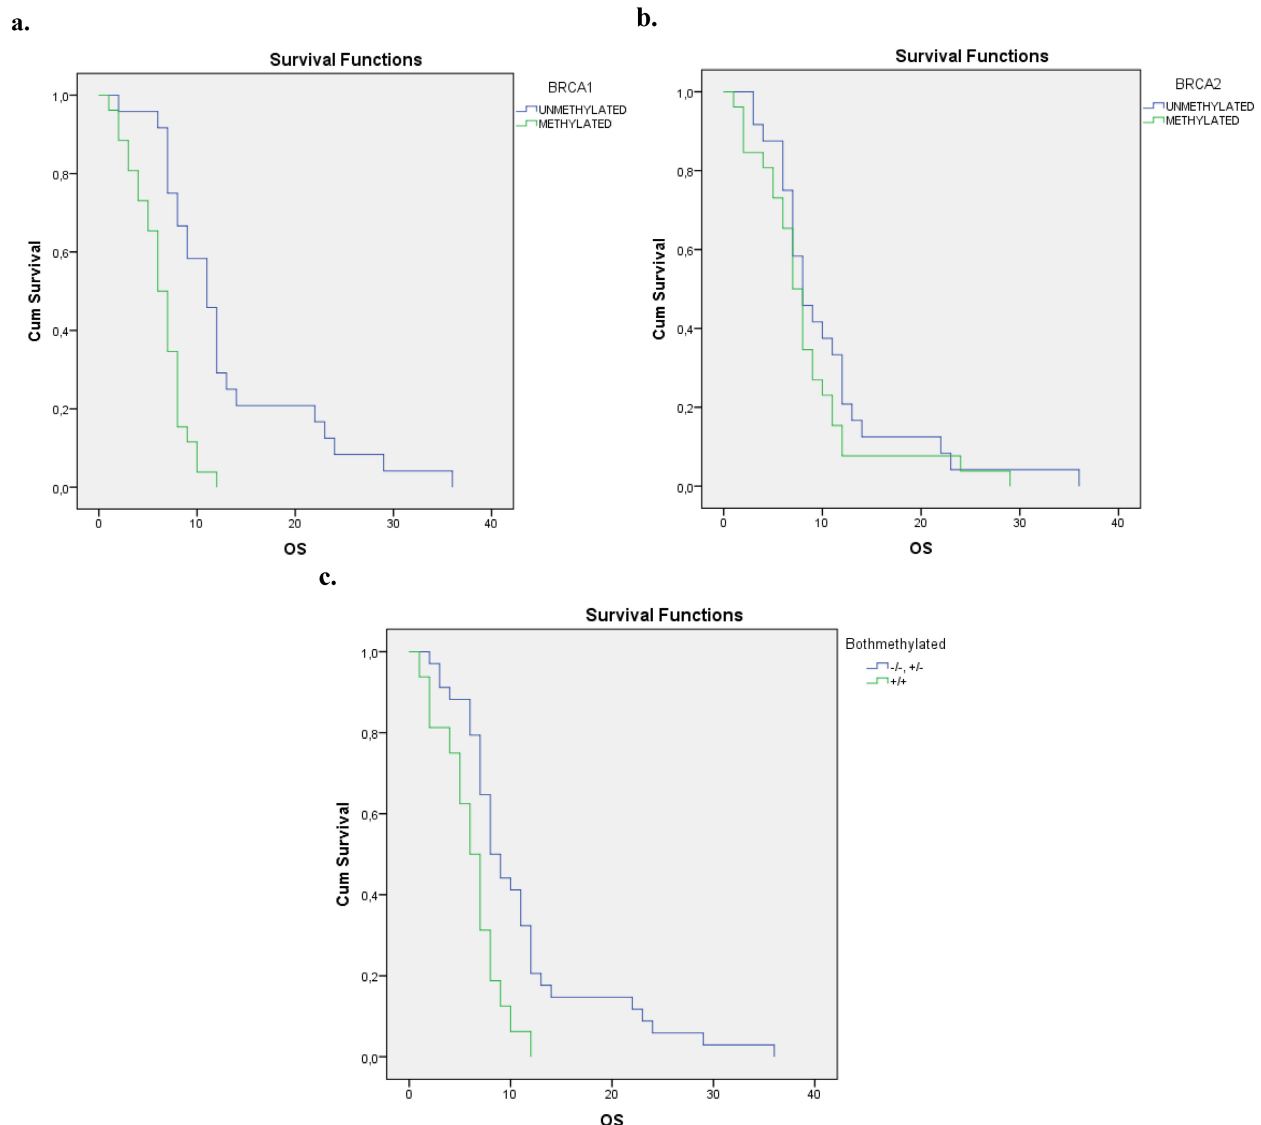 a.
Survival Functions
BRCA1
UNMETHYLATED
METHYLATED
1,0
0,8
0,6
0,4
0,2
0,0
Cum Survival
0 10 20 30 40
OS
b.
Survival Functions
BRCA2
UNMETHYLATED
METHYLATED
1,0
0,8
0,6
0,4
0,2
0,0
Cum Survival
0 10 20 30 40
OS
c.
Survival Functions
Bothmethylated
-/-, +/-
+/+
1,0
0,8
0,6
0,4
0,2
0,0
Cum Survival
0 10 20 30 40
OS